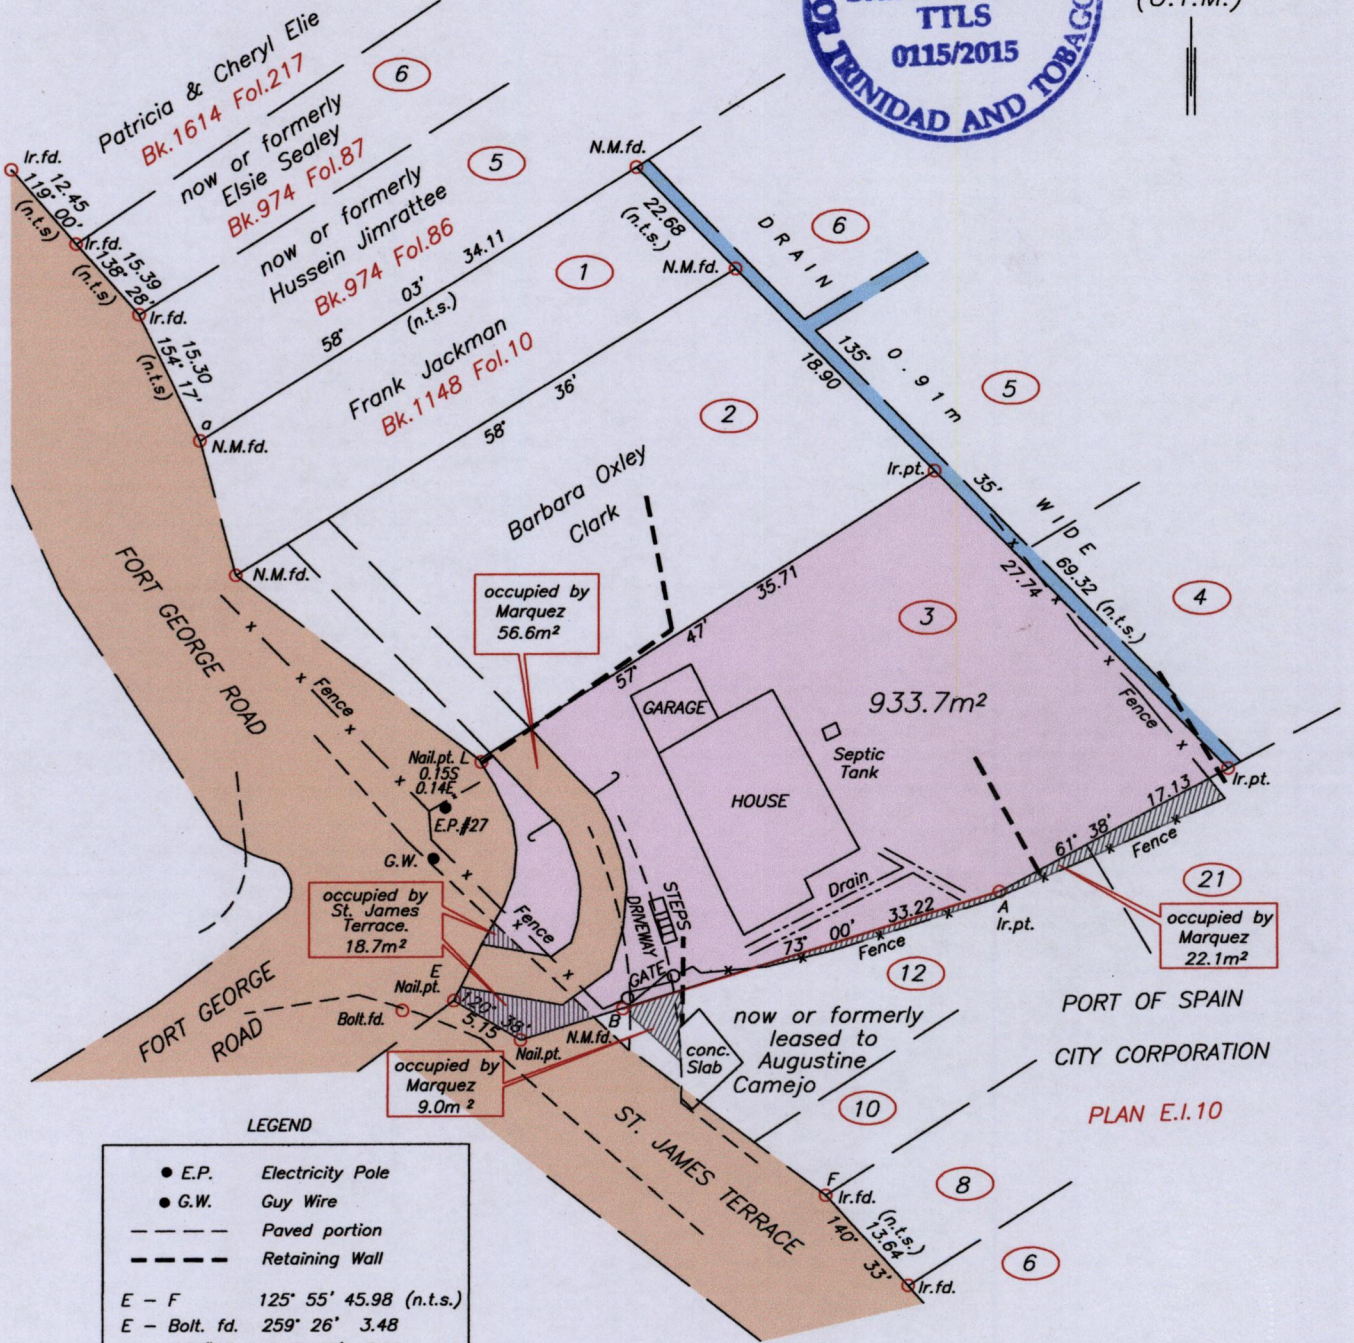 (U.T.M.)
TTLS
0115/2015
OF TRINIDAD AND TOBAGO
Patricia & Cheryl Elie
Bk.1614 Fol.217
6
now or formerly
Elsie Sealey
Bk.974 Fol.87
5
now or formerly
Hussein Jimrattee
Bk.974 Fol.86
Ir.fd.
12.45
119° 00'
(n.t.s)
Ir.fd.
15.39
138° 28'
(n.t.s)
Ir.fd.
15.30
154° 17'
(n.t.s)
a
N.M.fd.
N.M.fd.
34.11
58° 03'
(n.t.s.)
1
Frank Jackman
Bk.1148 Fol.10
22.68
(n.t.s.)
N.M.fd.
DRAIN
6
58° 36'
2
18.90
135° 35'
0.91m
WIDE
5
Barbara Oxley
Clark
Ir.pt.
N.M.fd.
FORT GEORGE ROAD
Fence
occupied by
Marquez
56.6m²
57° 47'
35.71
3
27.74
69.32 (n.t.s.)
4
933.7m²
GARAGE
HOUSE
Septic
Tank
Fence
Ir.pt.
Nail.pt. L
0.15S
0.14E
E.P.#27
G.W.
17.13
61° 38'
Fence
21
occupied by
St. James
Terrace.
18.7m²
Fence
STEPS
DRIVEWAY
GATE
Drain
33.22
73° 00'
Fence
A
Ir.pt.
occupied by
Marquez
22.1m²
12
FORT GEORGE
ROAD
E
Nail.pt.
Bolt.fd.
120° 38'
5.15
Nail.pt.
B
N.M.fd.
occupied by
Marquez
9.0m²
conc.
Slab
now or formerly
leased to
Augustine
Camejo
PORT OF SPAIN
CITY CORPORATION
PLAN E.I.10
10
ST. JAMES TERRACE
F
Ir.fd.
8
(n.t.s.)
13.64
140° 33'
Ir.fd.
6
LEGEND
E.P. Electricity Pole
G.W. Guy Wire
Paved portion
Retaining Wall
E - F 125° 55' 45.98 (n.t.s.)
E - Bolt. fd. 259° 26' 3.48